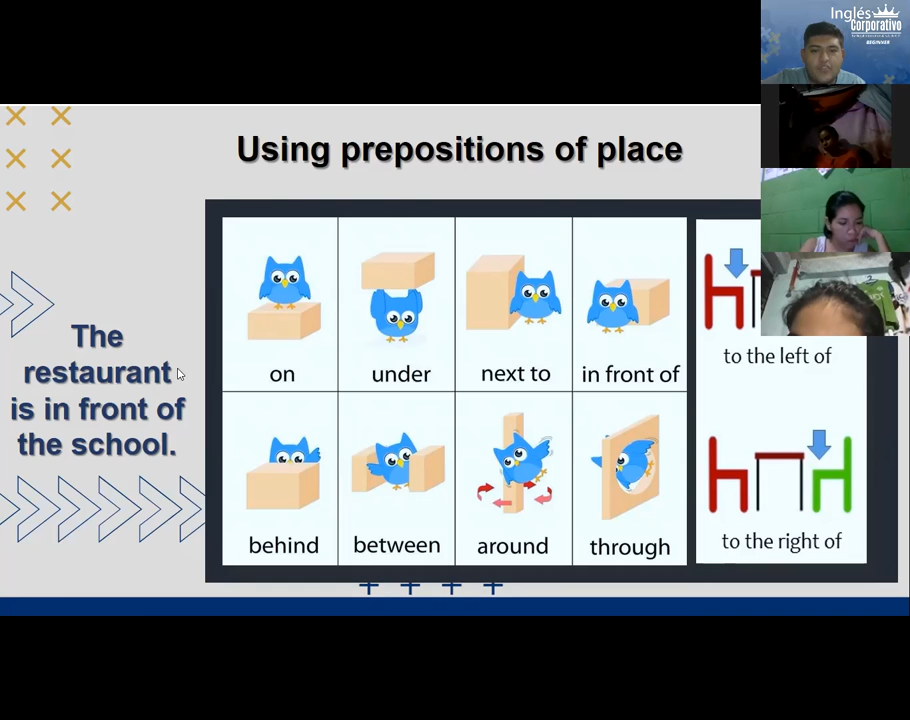 Inglés
Corporativo
BEGINNER
Using prepositions of place
The
restaurant
is in front of
the school.
on
under
next to
in front of
to the left of
behind
between
around
through
to the right of